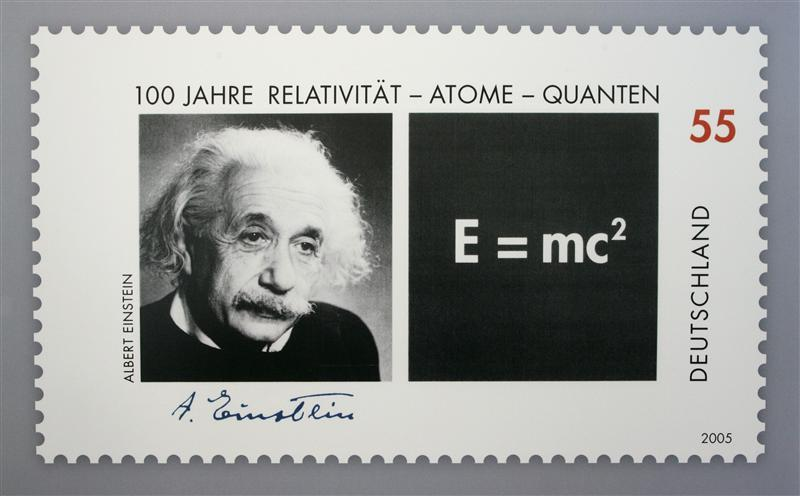 100 JAHRE RELATIVITÄT – ATOME – QUANTEN
55
E = mc²
DEUTSCHLAND
ALBERT EINSTEIN
A. Einstein
2005